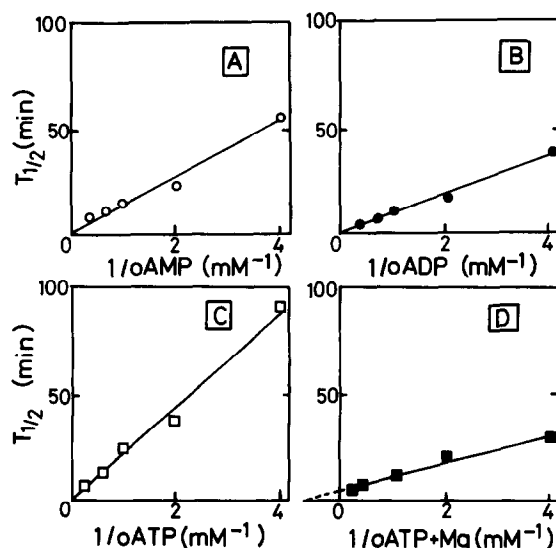 100
A
50
T1/2 (min)
0
2
4
1/oAMP (mM-1)
100
B
50
0
2
4
1/oADP (mM-1)
100
C
50
T1/2 (min)
0
2
4
1/oATP (mM-1)
100
D
50
0
2
4
1/oATP+Mg(mM-1)